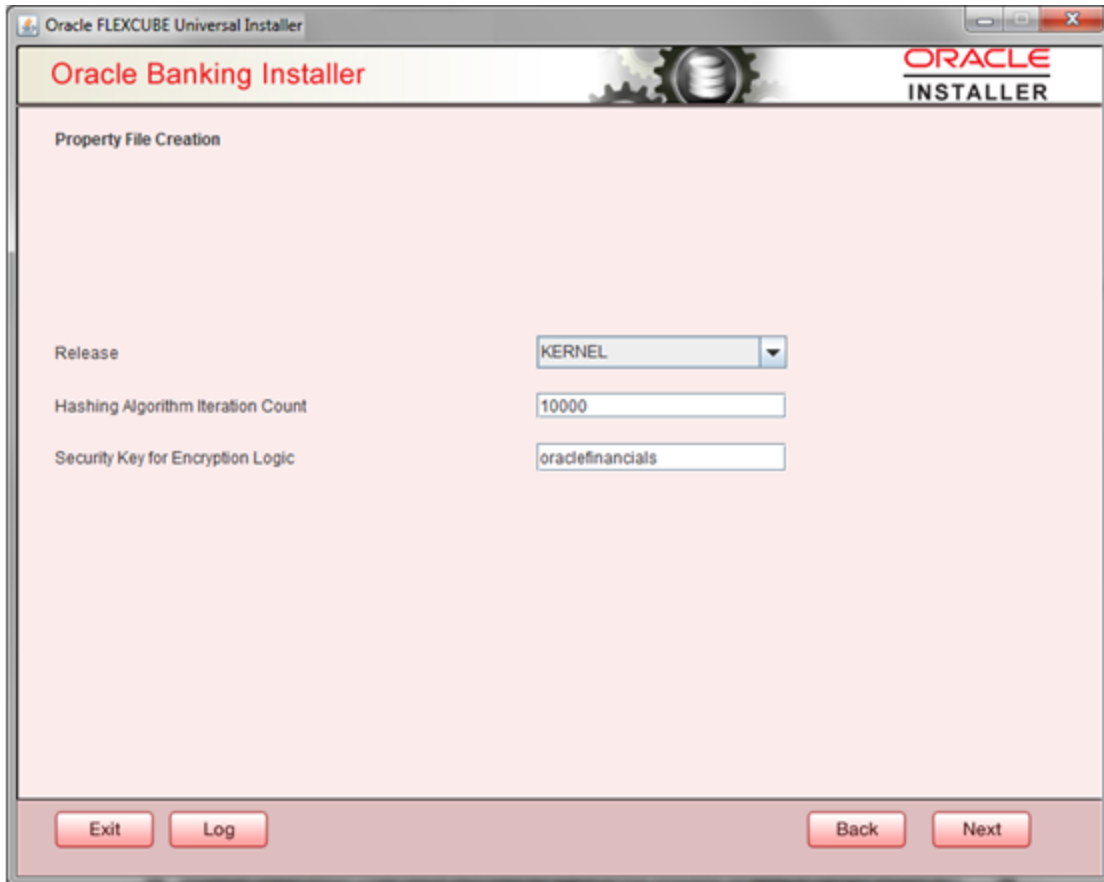 Oracle FLEXCUBE Universal Installer
Oracle Banking Installer
ORACLE
INSTALLER
Property File Creation
Release
KERNEL
Hashing Algorithm Iteration Count
10000
Security Key for Encryption Logic
oraclefinancials
Exit
Log
Back
Next